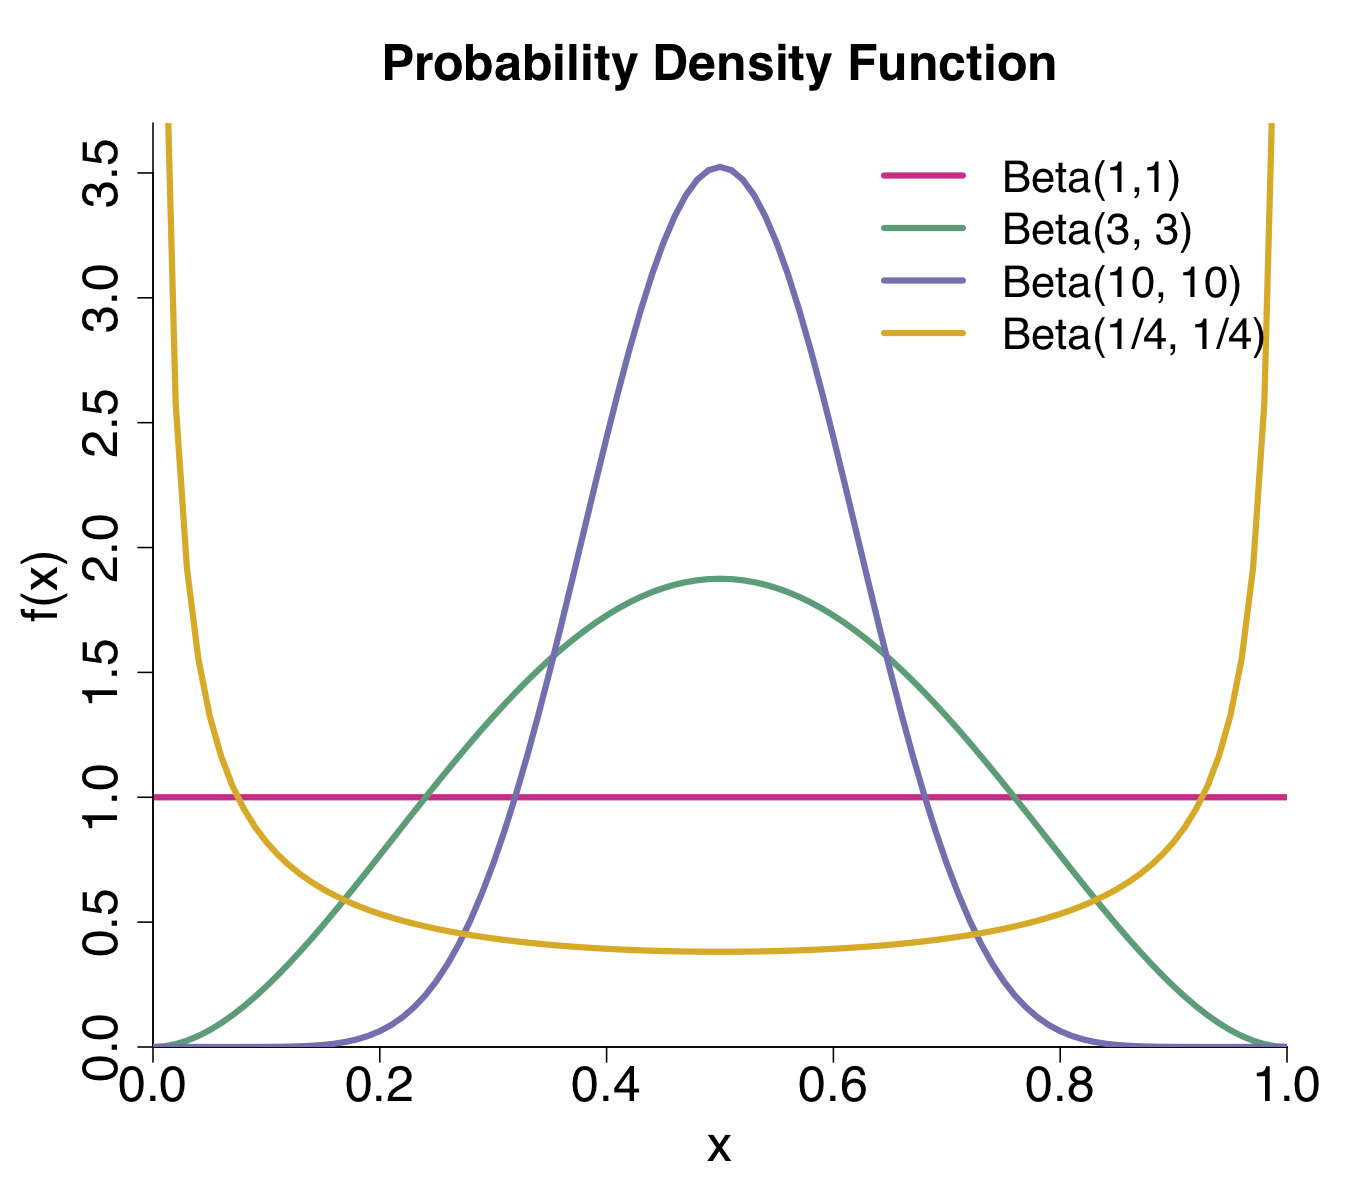 Probability Density Function
Beta(1,1)
Beta(3, 3)
Beta(10, 10)
Beta(1/4, 1/4)
f(x)
3.5
3.0
2.5
2.0
1.5
1.0
0.5
0.0
0.0 0.2 0.4 0.6 0.8 1.0
x